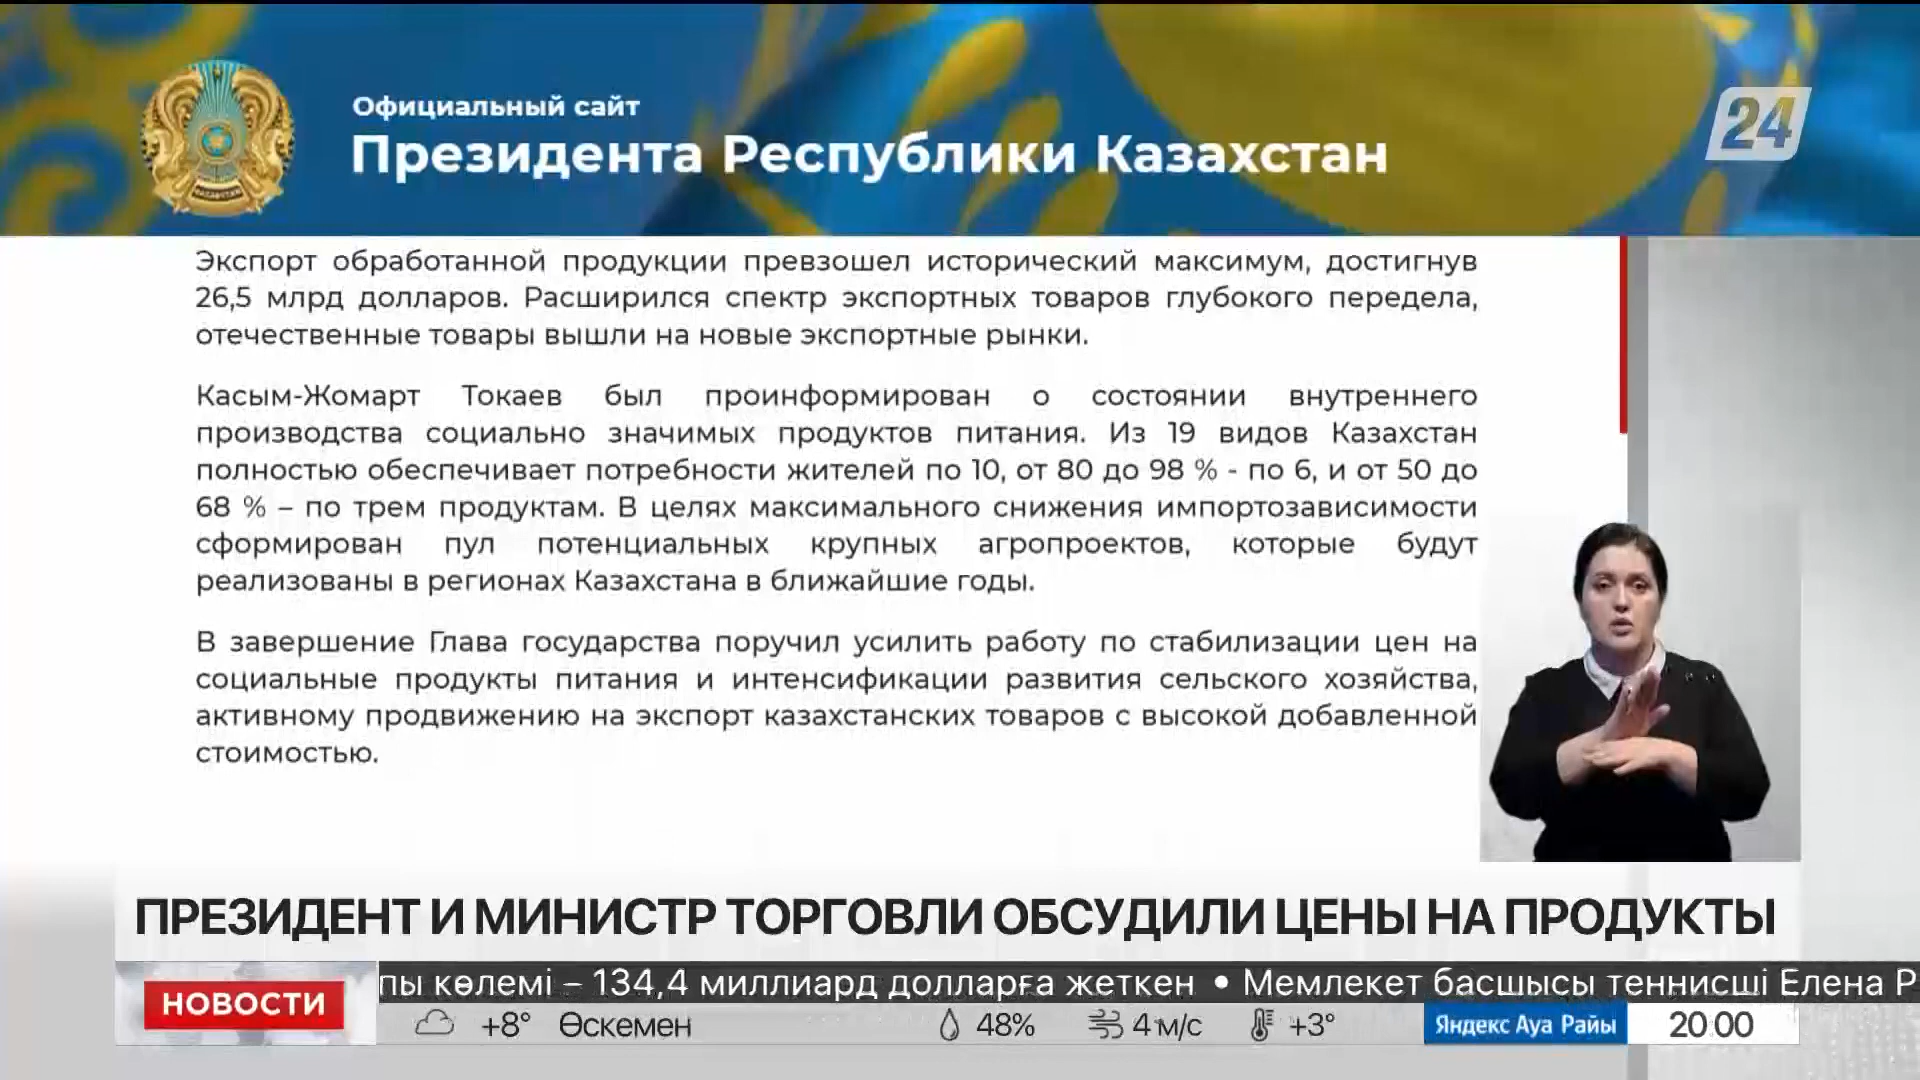 Официальный сайт
Президента Республики Казахстан
24
Экспорт обработанной продукции превзошел исторический максимум, достигнув
26,5 млрд долларов. Расширился спектр экспортных товаров глубокого передела,
отечественные товары вышли на новые экспортные рынки.
Касым-Жомарт Токаев был проинформирован о состоянии внутреннего
производства социально значимых продуктов питания. Из 19 видов Казахстан
полностью обеспечивает потребности жителей по 10, от 80 до 98 % - по 6, и от 50 до
68 % – по трем продуктам. В целях максимального снижения импортозависимости
сформирован пул потенциальных крупных агропроектов, которые будут
реализованы в регионах Казахстана в ближайшие годы.
В завершение Глава государства поручил усилить работу по стабилизации цен на
социальные продукты питания и интенсификации развития сельского хозяйства,
активному продвижению на экспорт казахстанских товаров с высокой добавленной
стоимостью.
ПРЕЗИДЕНТ И МИНИСТР ТОРГОВЛИ ОБСУДИЛИ ЦЕНЫ НА ПРОДУКТЫ
НОВОСТИ
пы көлемі – 134,4 миллиард долларға жеткен • Мемлекет басшысы теннисші Елена Р
+8° Өскемен 48% 4 м/с +3° Яндекс Ауа Райы 20:00